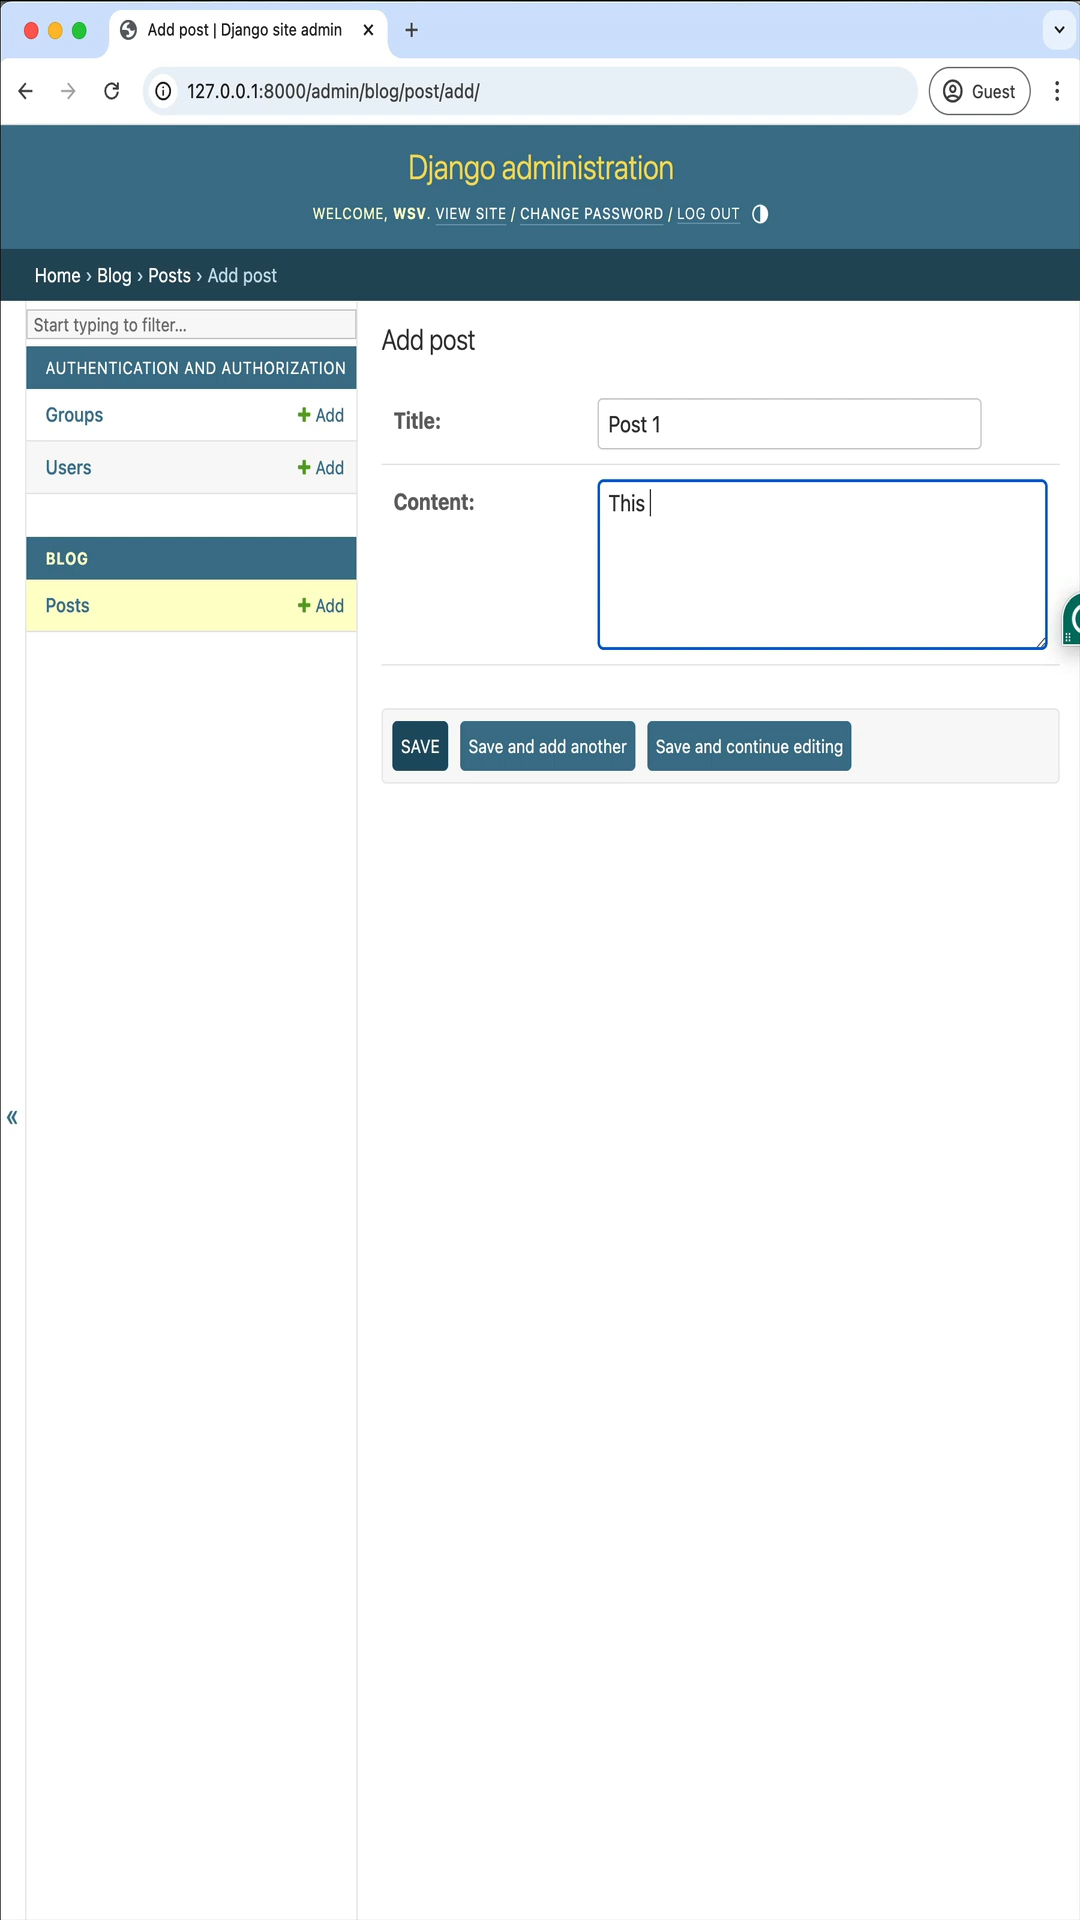 Add post | Django site admin
127.0.0.1:8000/admin/blog/post/add/
Guest
Django administration
WELCOME, WSV. VIEW SITE / CHANGE PASSWORD / LOG OUT
Home › Blog › Posts › Add post
Start typing to filter...
AUTHENTICATION AND AUTHORIZATION
Groups + Add
Users + Add
BLOG
Posts + Add
«
Add post
Title: Post 1
Content: This
SAVE Save and add another Save and continue editing